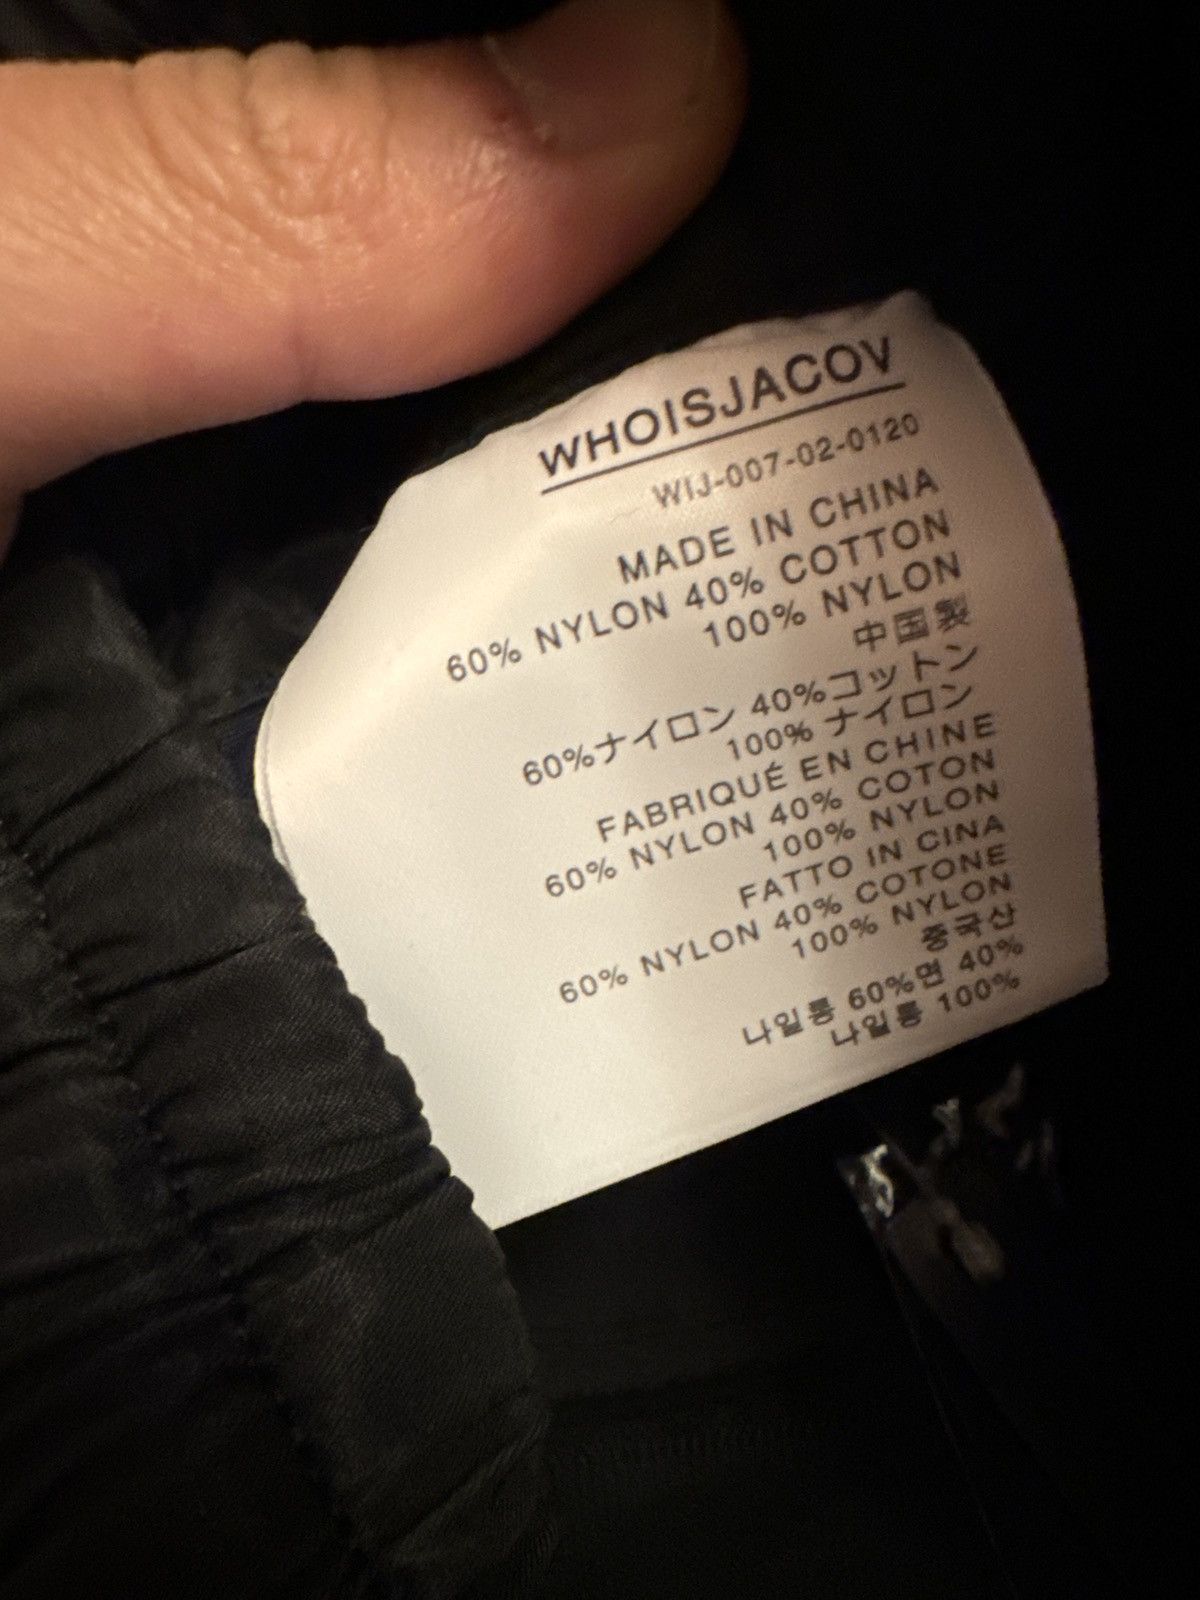 WHOISJACOV
WIJ-007-02-0120
MADE IN CHINA
60% NYLON 40% COTTON
100% NYLON
中国製
60%ナイロン 40%コットン
100% ナイロン
FABRIQUÉ EN CHINE
60% NYLON 40% COTON
100% NYLON
FATTO IN CINA
60% NYLON 40% COTONE
100% NYLON
중국산
나일롱 60%면 40%
나일롱 100%